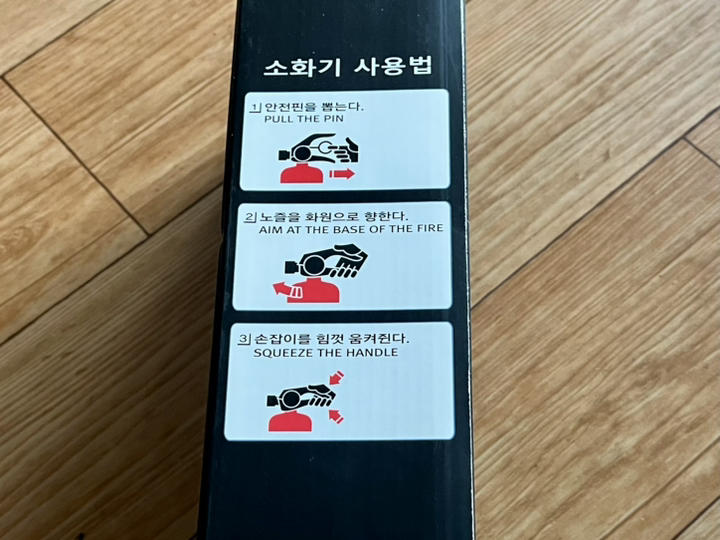 소화기 사용법
1 안전핀을 뽑는다.
PULL THE PIN
2 노즐을 화원으로 향한다.
AIM AT THE BASE OF THE FIRE
3 손잡이를 힘껏 움켜쥔다.
SQUEEZE THE HANDLE